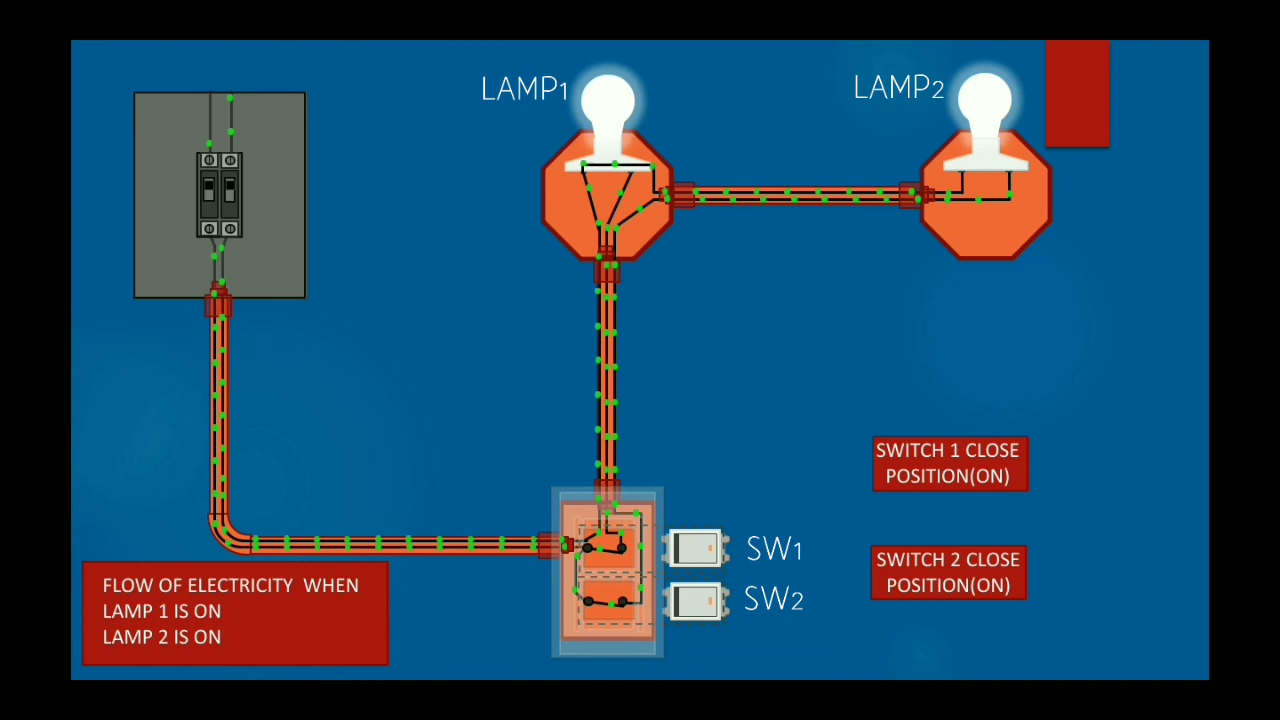 LAMP1
LAMP2
SWITCH 1 CLOSE
POSITION(ON)
SW1
SWITCH 2 CLOSE
POSITION(ON)
SW2
FLOW OF ELECTRICITY WHEN
LAMP 1 IS ON
LAMP 2 IS ON